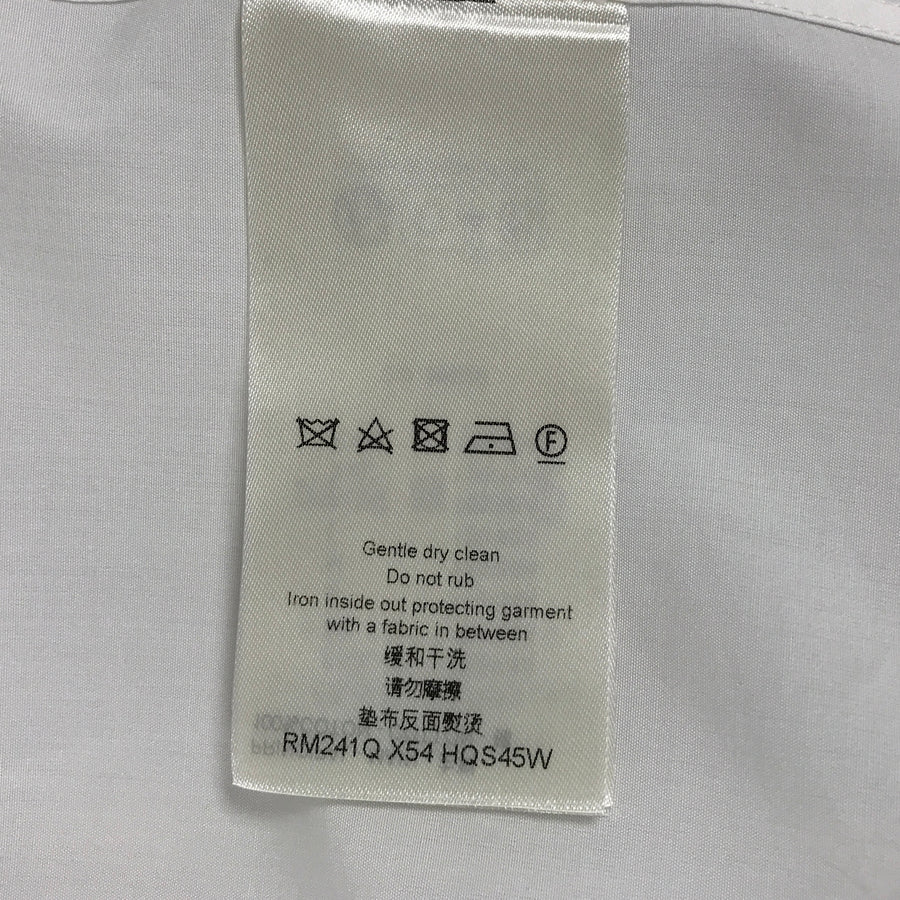 F
Gentle dry clean
Do not rub
Iron inside out protecting garment
with a fabric in between
缓和干洗
请勿摩擦
垫布反面熨烫
RM241Q X54 HQS45W